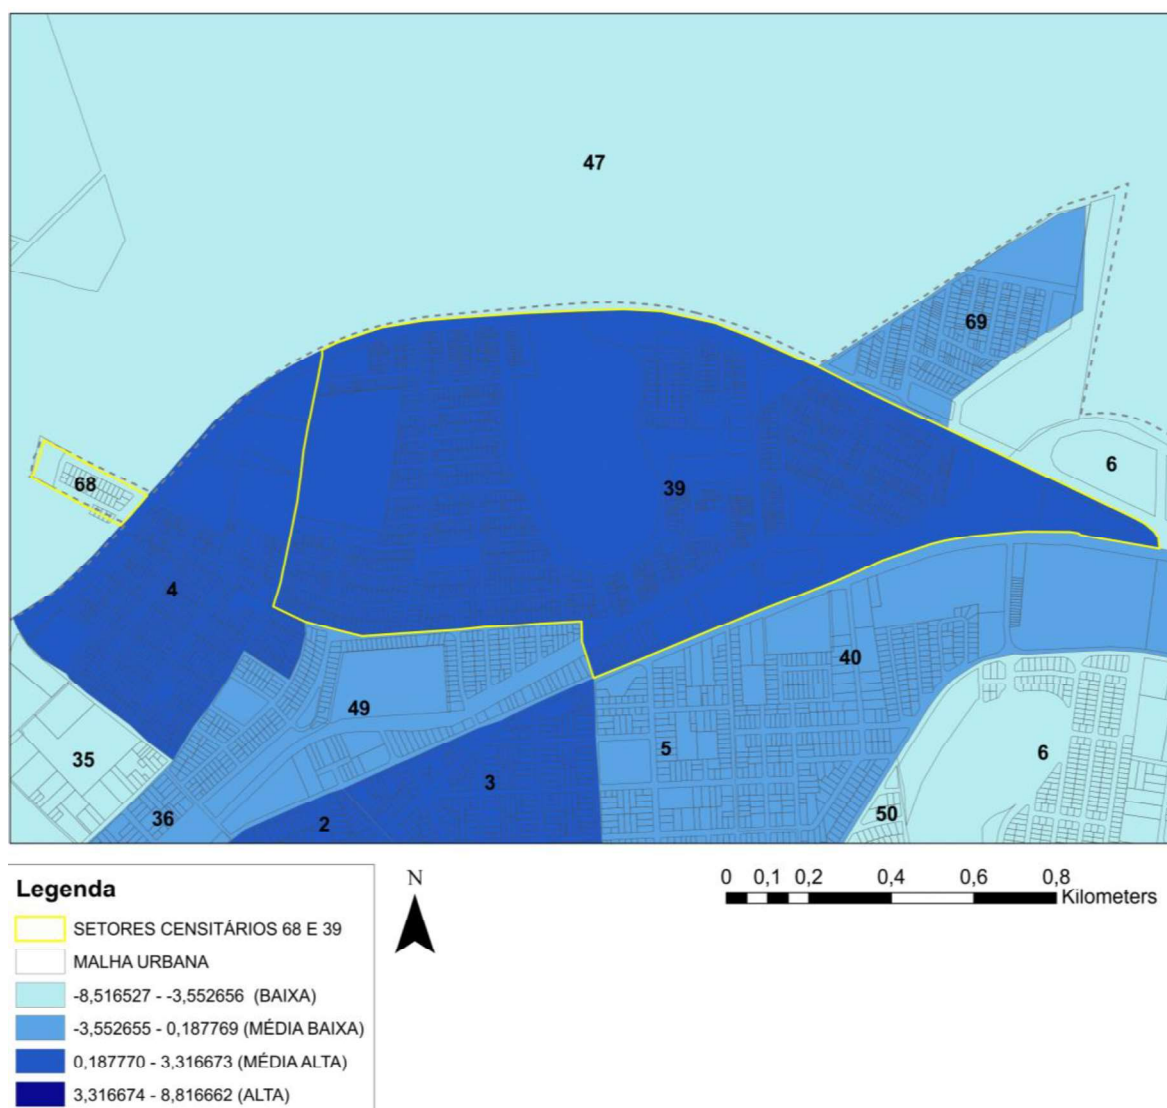 47
69
6
68
39
4
40
49
5
35
6
3
36
2
50
Legenda
SETORES CENSITÁRIOS 68 E 39
MALHA URBANA
-8,516527 - -3,552656 (BAIXA)
-3,552655 - 0,187769 (MÉDIA BAIXA)
0,187770 - 3,316673 (MÉDIA ALTA)
3,316674 - 8,816662 (ALTA)
N
0 0,1 0,2 0,4 0,6 0,8
Kilometers